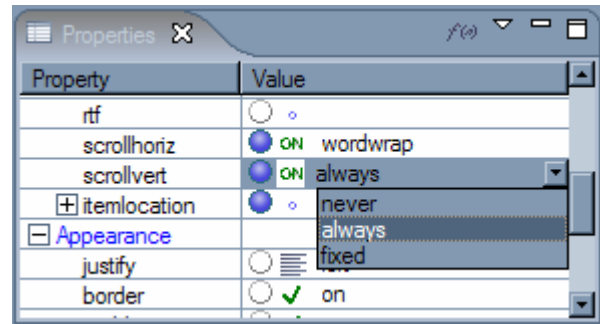 Properties
f(x)
Property Value
rtf
scrollhoriz ON wordwrap
scrollvert ON always
itemlocation never
Appearance always
justify fixed
border on